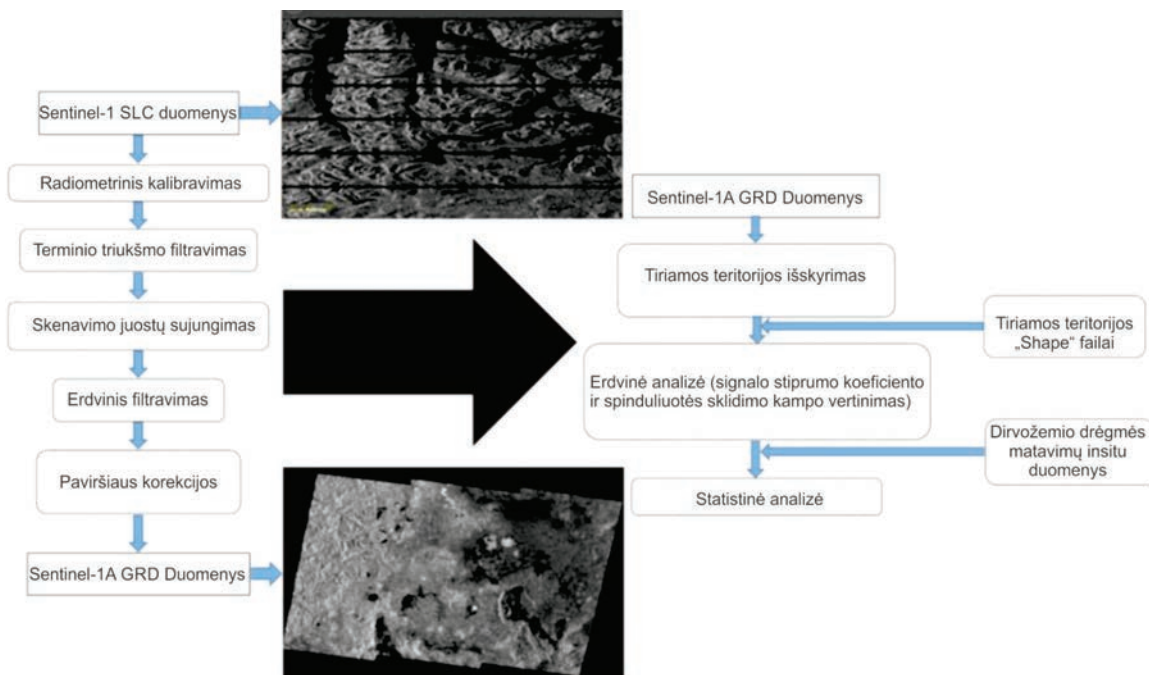 Sentinel-1 SLC duomenys
Radiometrinis kalibravimas
Terminio triukšmo filtravimas
Skenavimo juostų sujungimas
Erdvinis filtravimas
Paviršiaus korekcijos
Sentinel-1A GRD Duomenys
Sentinel-1A GRD Duomenys
Tiriamos teritorijos išskyrimas
Tiriamos teritorijos
„Shape“ failai
Erdvinė analizė (signalo stiprumo koeficiento
ir spinduliuotės sklidimo kampo vertinimas)
Dirvožemio drėgmės
matavimų insitu
duomenys
Statistinė analizė